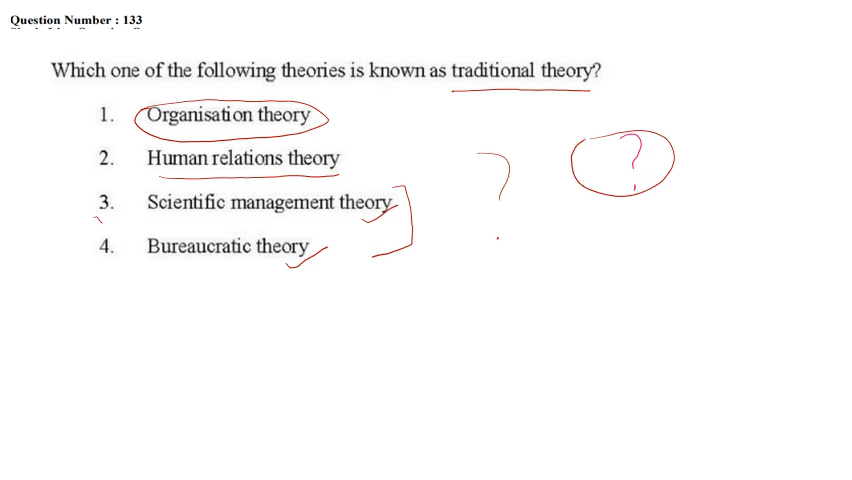 Question Number : 133
Which one of the following theories is known as traditional theory?
1. Organisation theory
2. Human relations theory
3. Scientific management theory
4. Bureaucratic theory
?
?